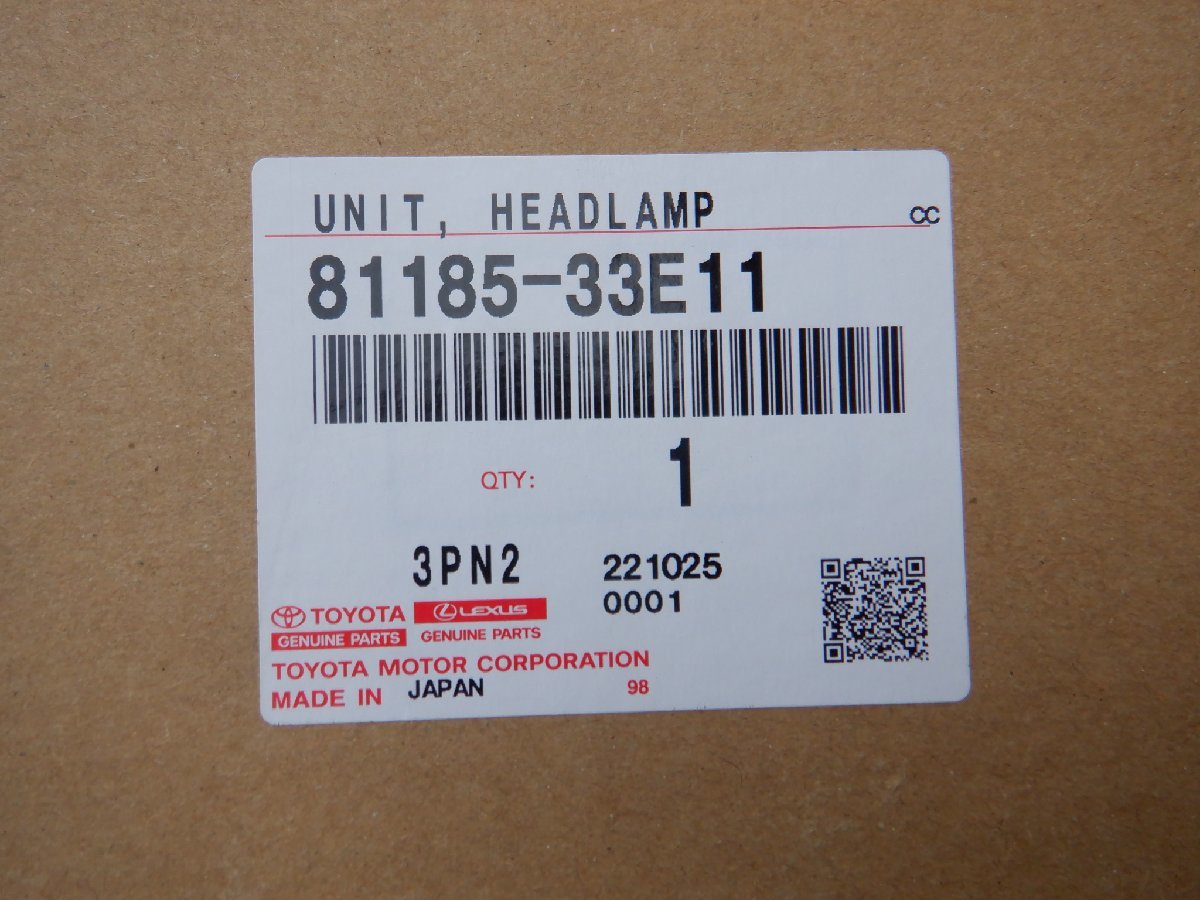 UNIT, HEADLAMP
CC
81185-33E11
QTY: 1
3PN2 221025
0001
TOYOTA LEXUS
GENUINE PARTS GENUINE PARTS
TOYOTA MOTOR CORPORATION
MADE IN JAPAN 98